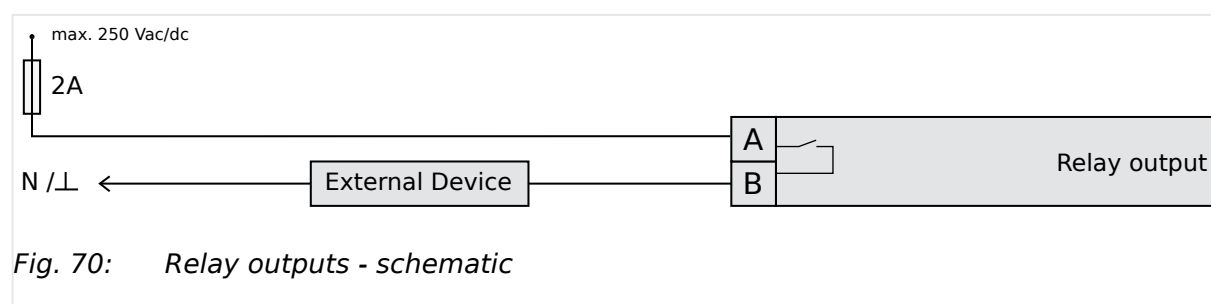 max. 250 Vac/dc
2A
A
Relay output
N /⊥
External Device
B
Fig. 70: Relay outputs - schematic